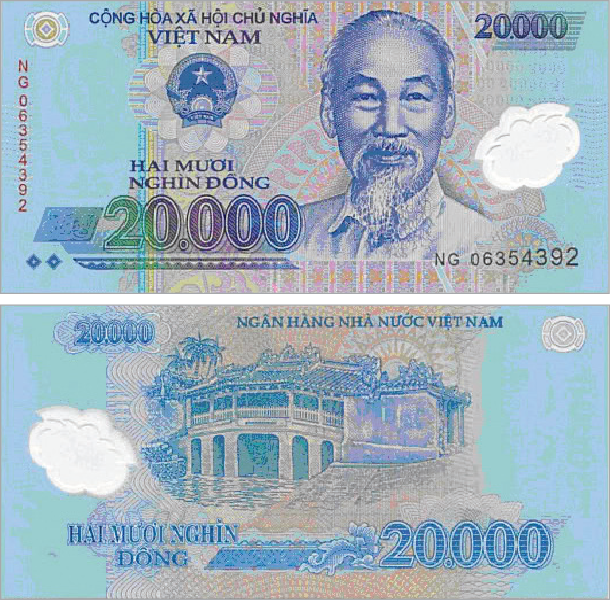 CỘNG HÒA XÃ HỘI CHỦ NGHĨA
VIỆT NAM
20000
NG 06354392
HAI MƯƠI
NGHÌN ĐỒNG
20.000
NG 06354392
20000
NGÂN HÀNG NHÀ NƯỚC VIỆT NAM
HAI MƯƠI NGHÌN
ĐỒNG
20.000